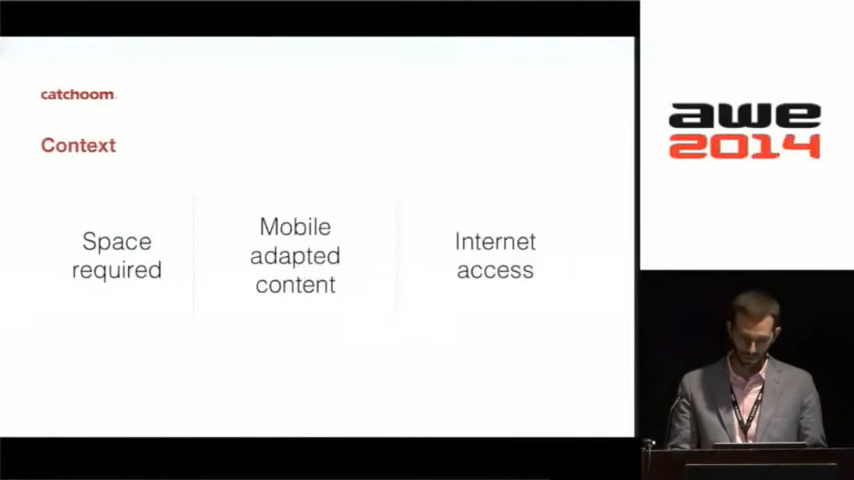 catchoom
Context
Space
required
Mobile
adapted
content
Internet
access
awe
2014